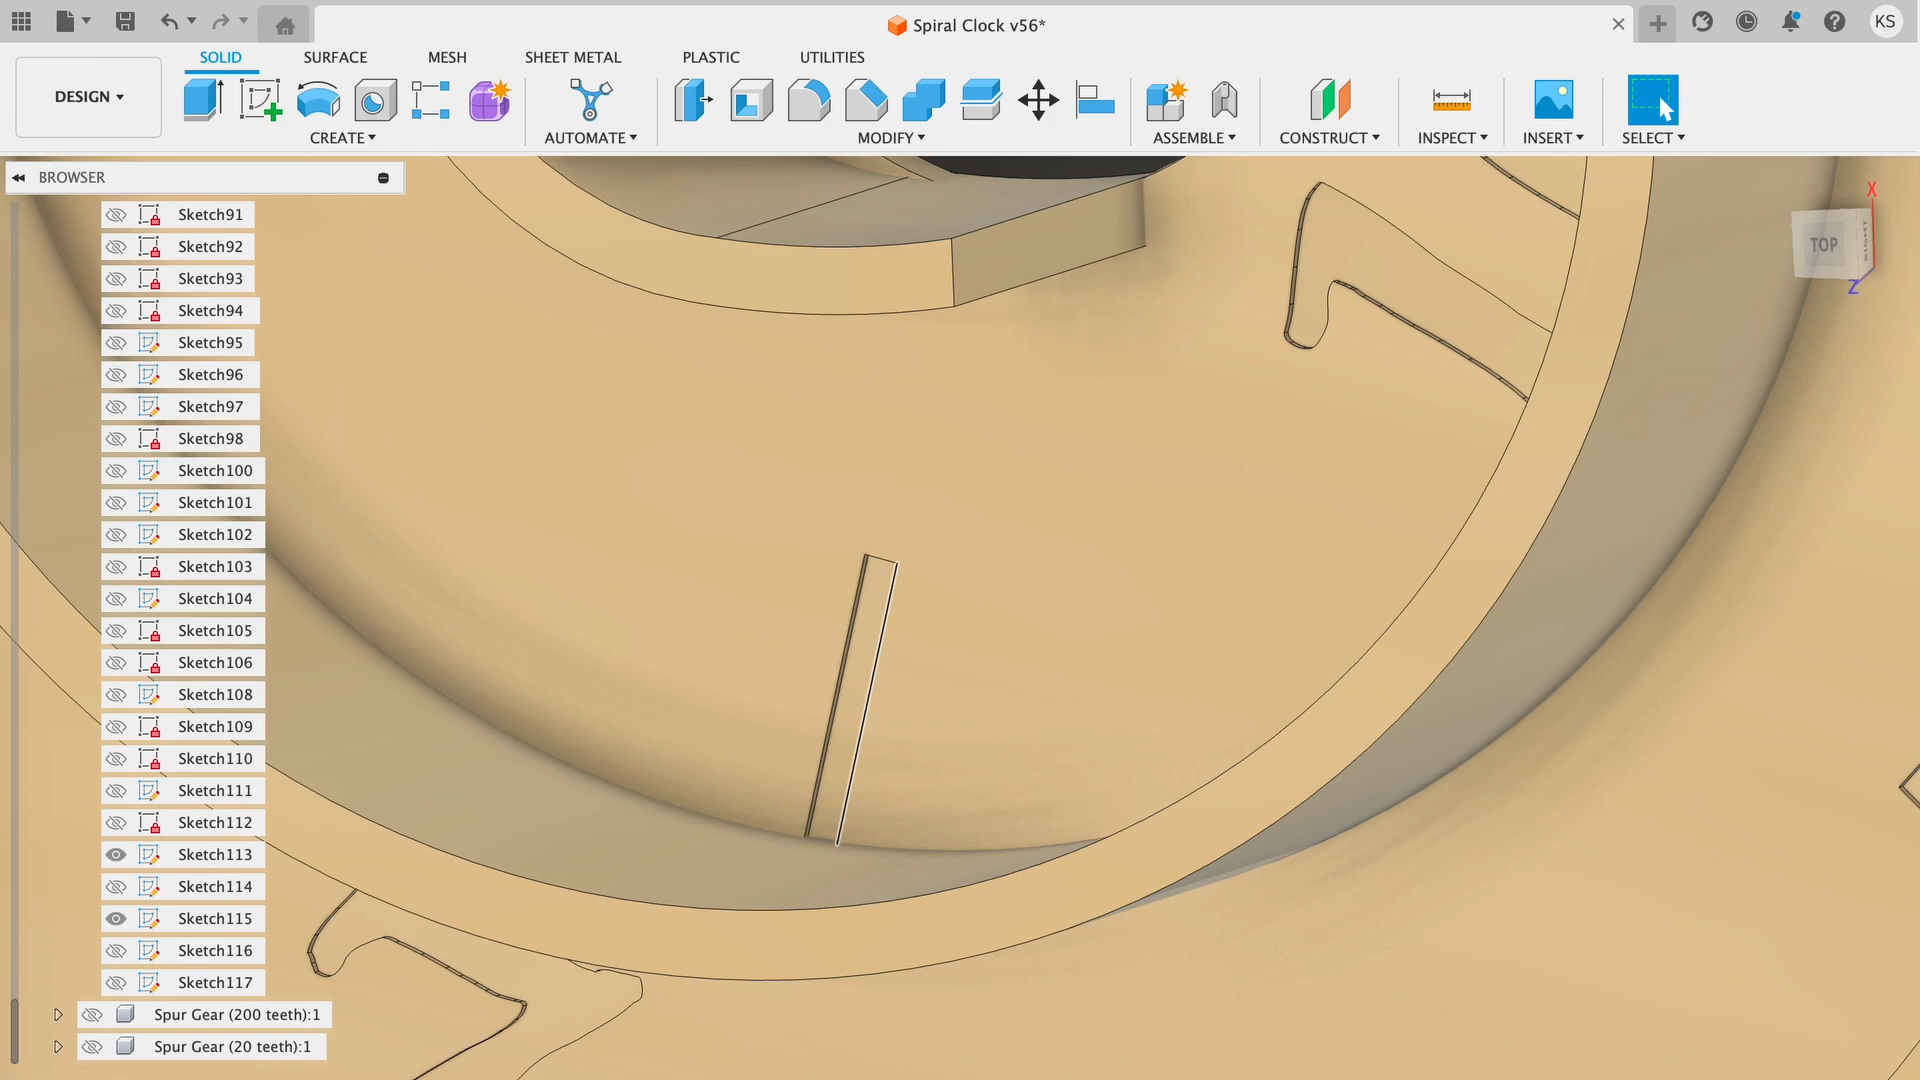 Spiral Clock v56*
KS
DESIGN
SOLID
SURFACE
MESH
SHEET METAL
PLASTIC
UTILITIES
CREATE
AUTOMATE
MODIFY
ASSEMBLE
CONSTRUCT
INSPECT
INSERT
SELECT
BROWSER
X
TOP
RIGHT
Z
Sketch91
Sketch92
Sketch93
Sketch94
Sketch95
Sketch96
Sketch97
Sketch98
Sketch100
Sketch101
Sketch102
Sketch103
Sketch104
Sketch105
Sketch106
Sketch108
Sketch109
Sketch110
Sketch111
Sketch112
Sketch113
Sketch114
Sketch115
Sketch116
Sketch117
Spur Gear (200 teeth):1
Spur Gear (20 teeth):1